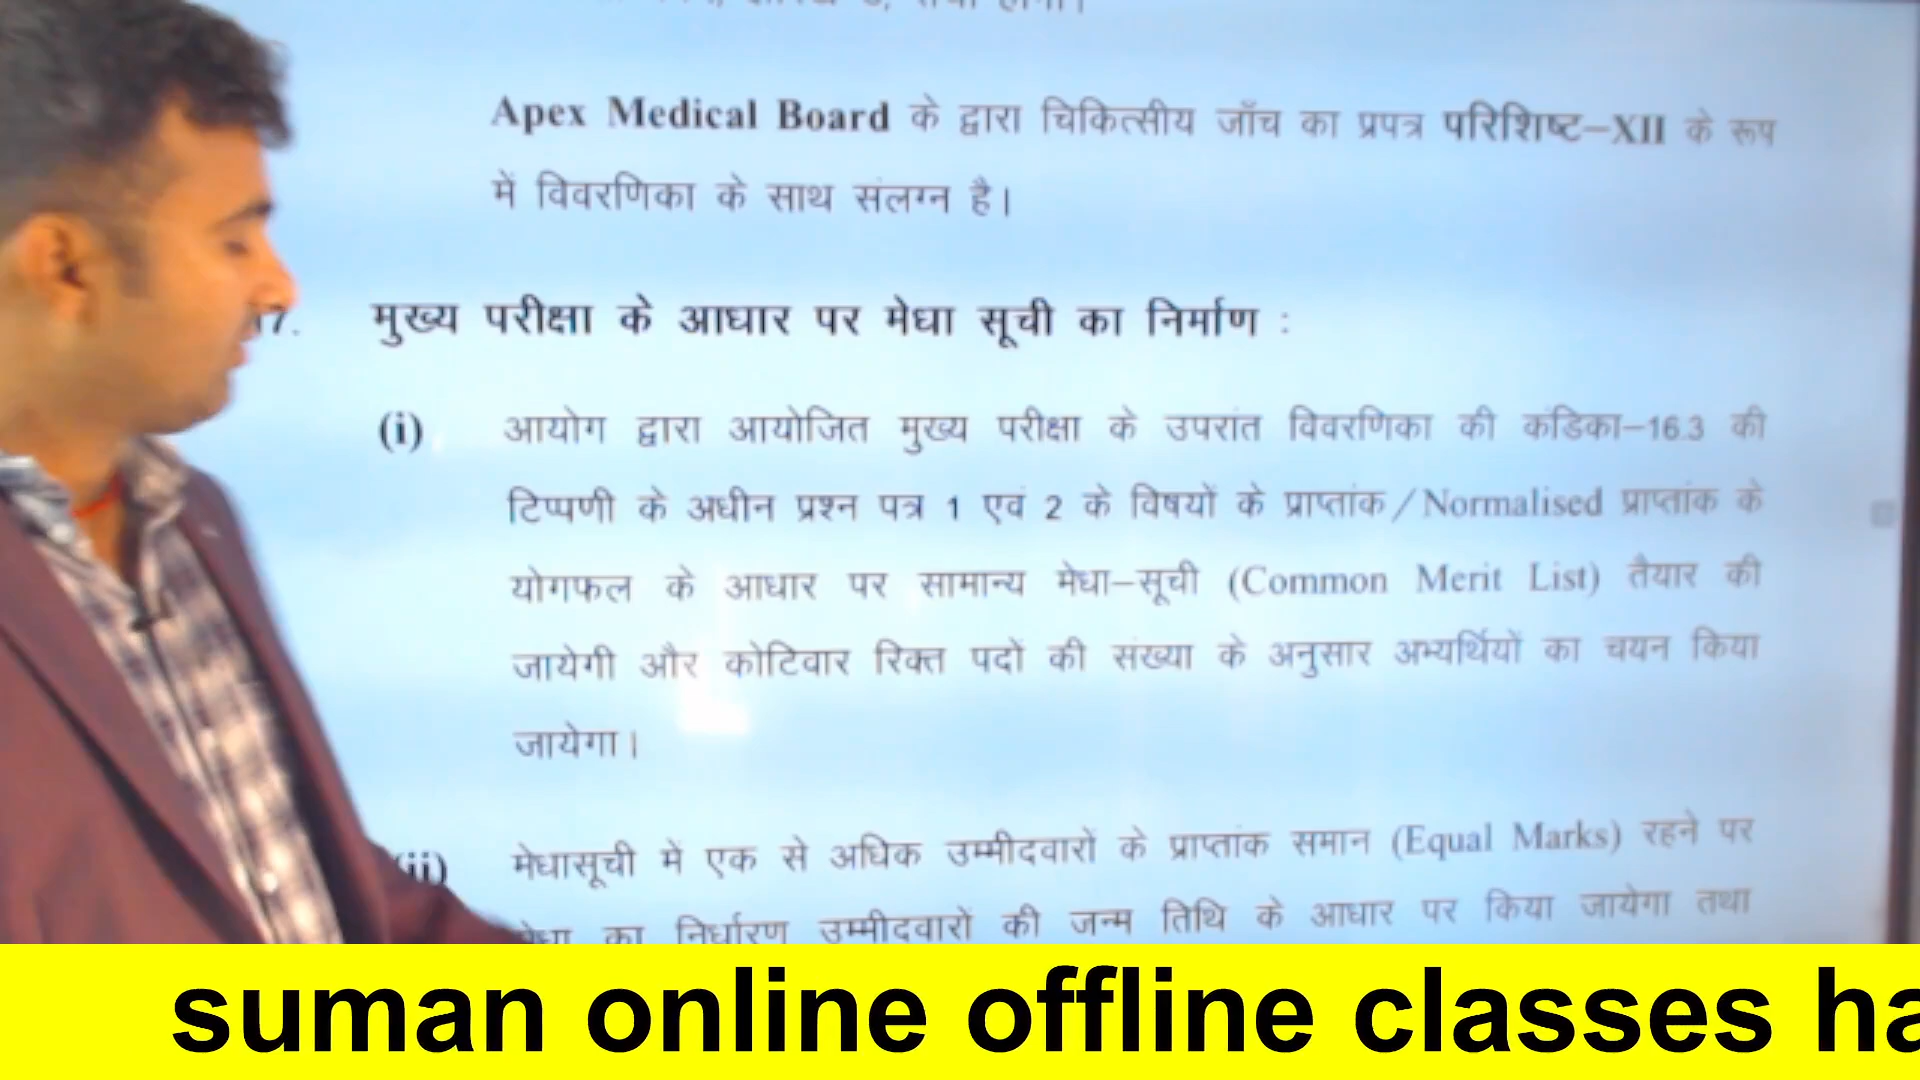 Apex Medical Board के द्वारा चिकित्सीय जाँच का प्रपत्र परिशिष्ट–XII के रूप
में विवरणिका के साथ संलग्न है।
17. मुख्य परीक्षा के आधार पर मेधा सूची का निर्माण :
(i) आयोग द्वारा आयोजित मुख्य परीक्षा के उपरांत विवरणिका की कंडिका–16.3 की
टिप्पणी के अधीन प्रश्न पत्र 1 एवं 2 के विषयों के प्राप्तांक/Normalised प्राप्तांक के
योगफल के आधार पर सामान्य मेधा–सूची (Common Merit List) तैयार की
जायेगी और कोटिवार रिक्त पदों की संख्या के अनुसार अभ्यर्थियों का चयन किया
जायेगा।
(ii) मेधासूची में एक से अधिक उम्मीदवारों के प्राप्तांक समान (Equal Marks) रहने पर
मेधा का निर्धारण उम्मीदवारों की जन्म तिथि के आधार पर किया जायेगा तथा
suman online offline classes ha